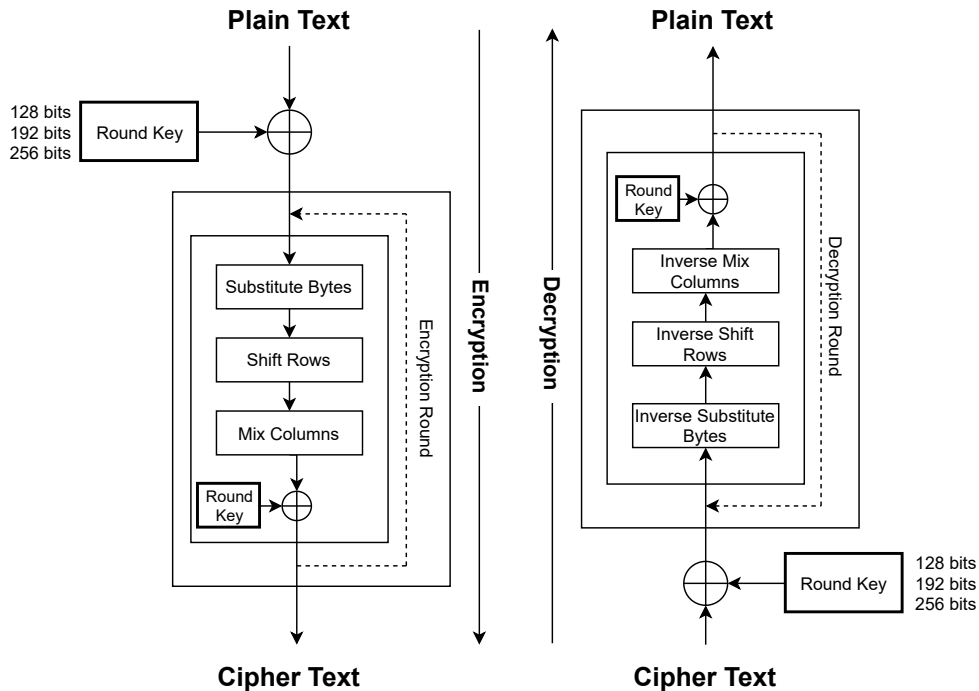 Plain Text
128 bits
192 bits
256 bits
Round Key
Substitute Bytes
Shift Rows
Mix Columns
Round
Key
Encryption Round
Cipher Text
Encryption
Decryption
Plain Text
Round
Key
Inverse Mix
Columns
Inverse Shift
Rows
Inverse Substitute
Bytes
Decryption Round
Round Key
128 bits
192 bits
256 bits
Cipher Text